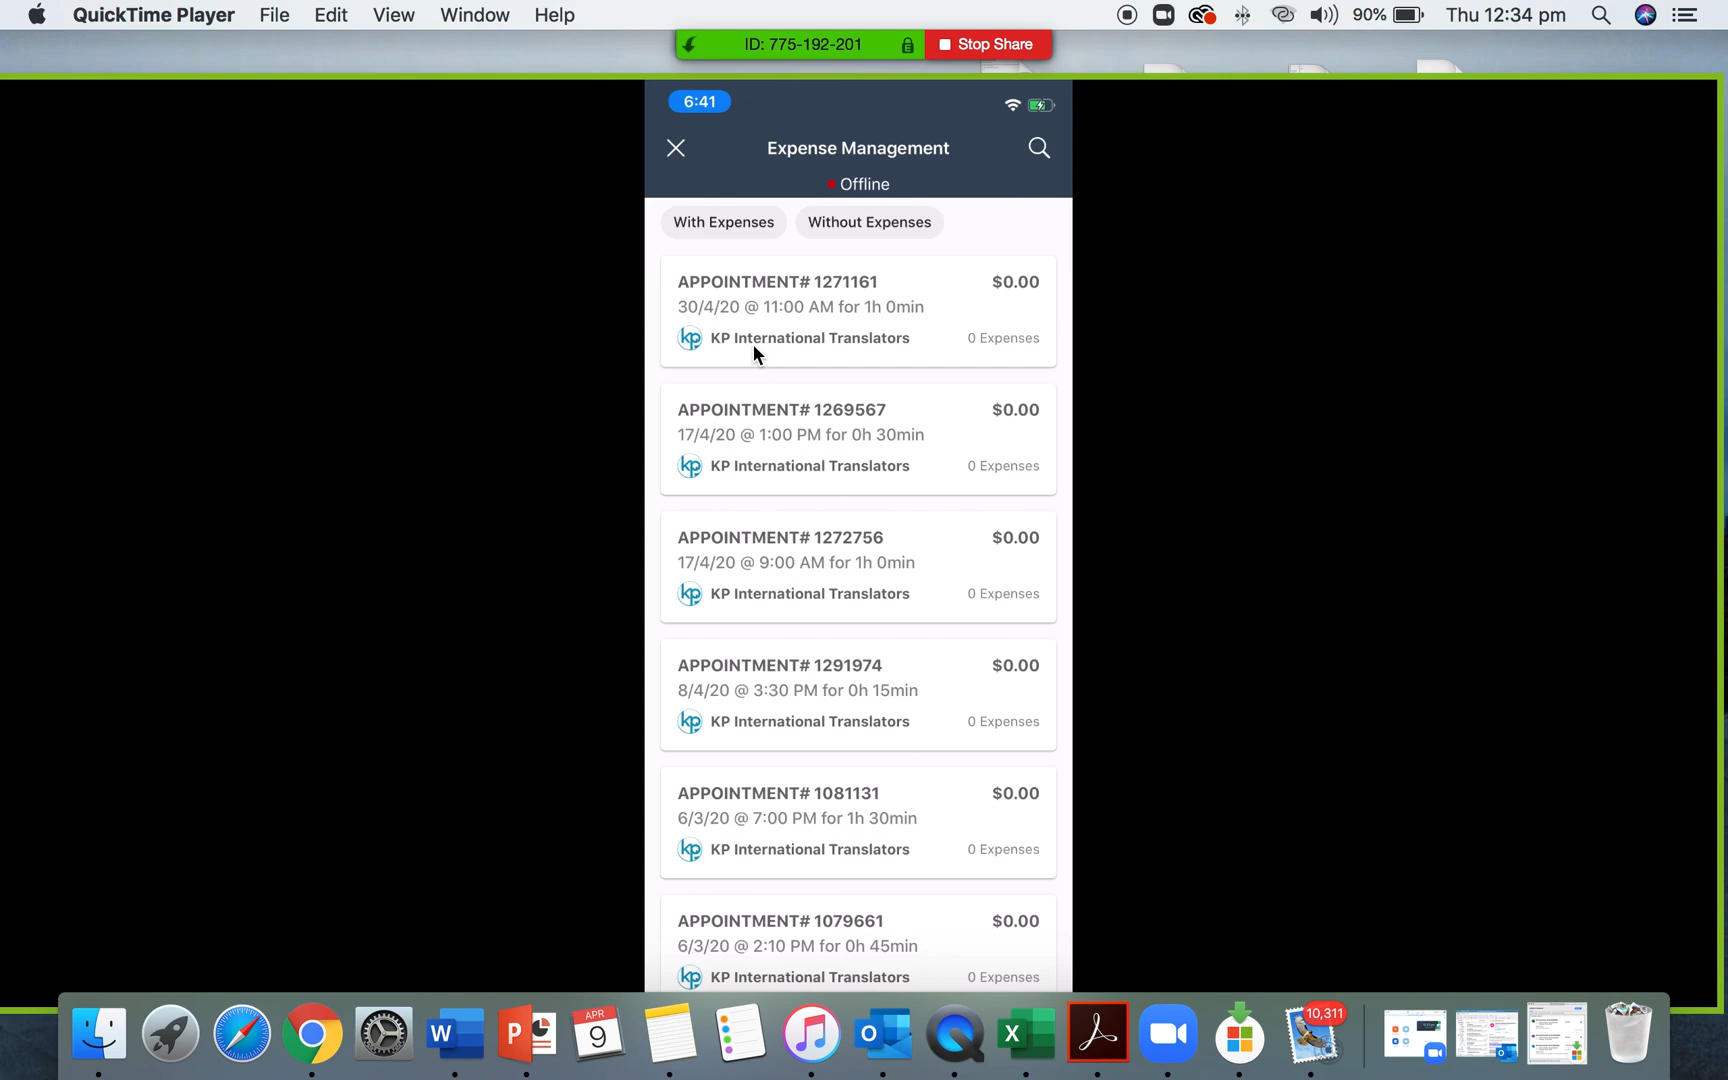 QuickTime Player File Edit View Window Help 90% Thu 12:34 pm
ID: 775-192-201 Stop Share
6:41
Expense Management
Offline
With Expenses Without Expenses
APPOINTMENT# 1271161 $0.00
30/4/20 @ 11:00 AM for 1h 0min
kp KP International Translators 0 Expenses
APPOINTMENT# 1269567 $0.00
17/4/20 @ 1:00 PM for 0h 30min
kp KP International Translators 0 Expenses
APPOINTMENT# 1272756 $0.00
17/4/20 @ 9:00 AM for 1h 0min
kp KP International Translators 0 Expenses
APPOINTMENT# 1291974 $0.00
8/4/20 @ 3:30 PM for 0h 15min
kp KP International Translators 0 Expenses
APPOINTMENT# 1081131 $0.00
6/3/20 @ 7:00 PM for 1h 30min
kp KP International Translators 0 Expenses
APPOINTMENT# 1079661 $0.00
6/3/20 @ 2:10 PM for 0h 45min
kp KP International Translators 0 Expenses
W P APR 9 O X 10,311